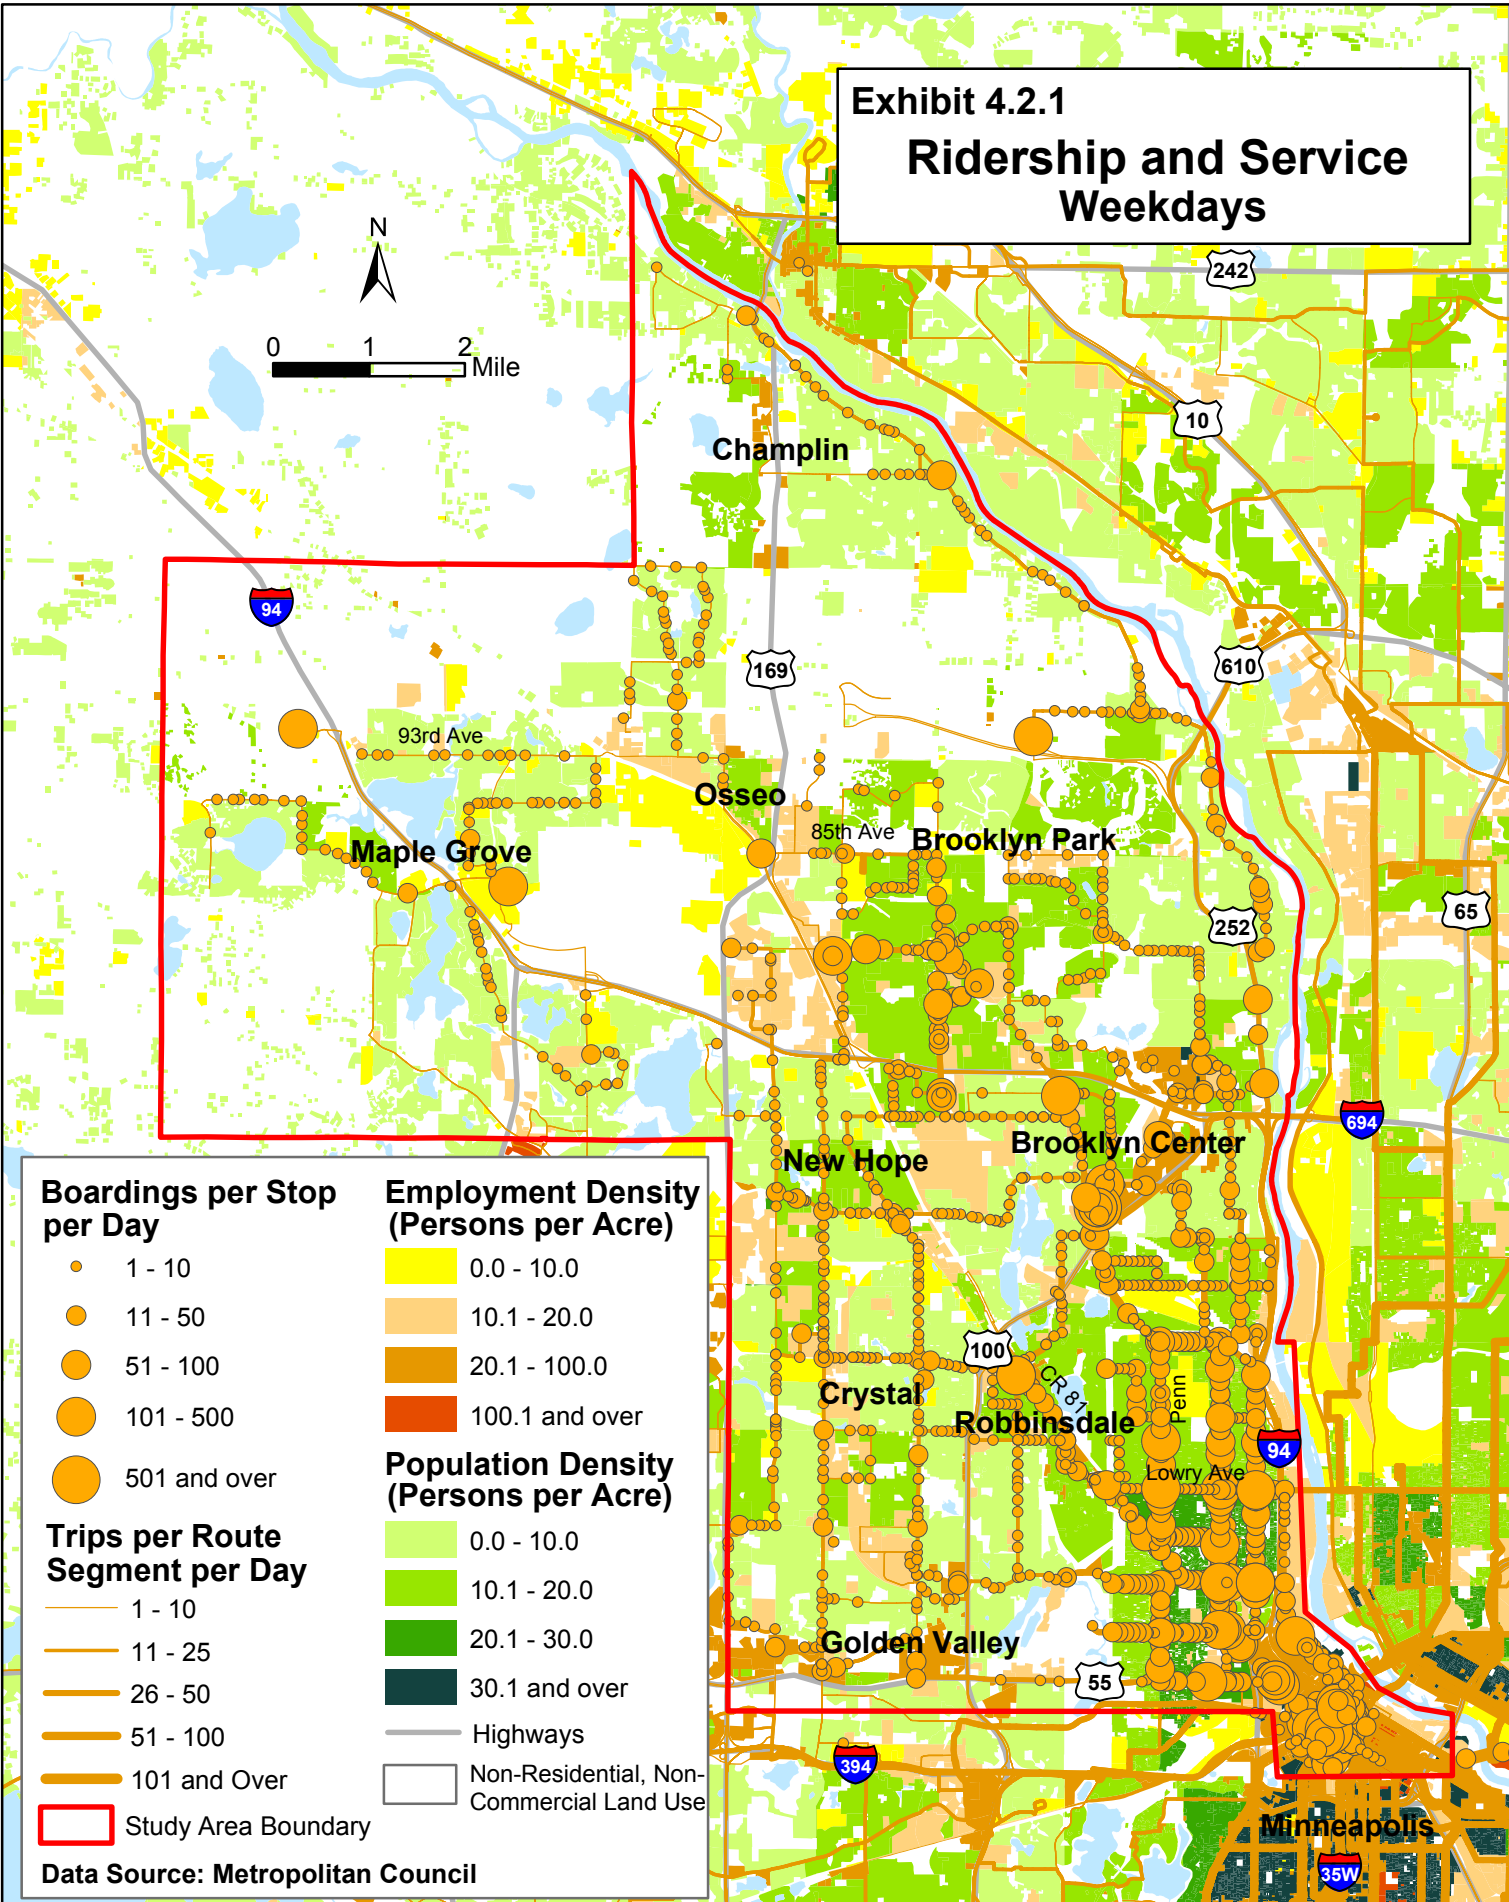 Exhibit 4.2.1
Ridership and Service
Weekdays
N
0 1 2
Mile
242
10
Champlin
94
169
610
93rd Ave
Osseo
85th Ave
Brooklyn Park
Maple Grove
252
65
694
Brooklyn Center
New Hope
100
CR 81
Penn
Crystal
Robbinsdale
94
Lowry Ave
Golden Valley
55
394
Minneapolis
35W
Boardings per Stop
per Day
1 - 10
11 - 50
51 - 100
101 - 500
501 and over
Trips per Route
Segment per Day
1 - 10
11 - 25
26 - 50
51 - 100
101 and Over
Study Area Boundary
Employment Density
(Persons per Acre)
0.0 - 10.0
10.1 - 20.0
20.1 - 100.0
100.1 and over
Population Density
(Persons per Acre)
0.0 - 10.0
10.1 - 20.0
20.1 - 30.0
30.1 and over
Highways
Non-Residential, Non-
Commercial Land Use
Data Source: Metropolitan Council